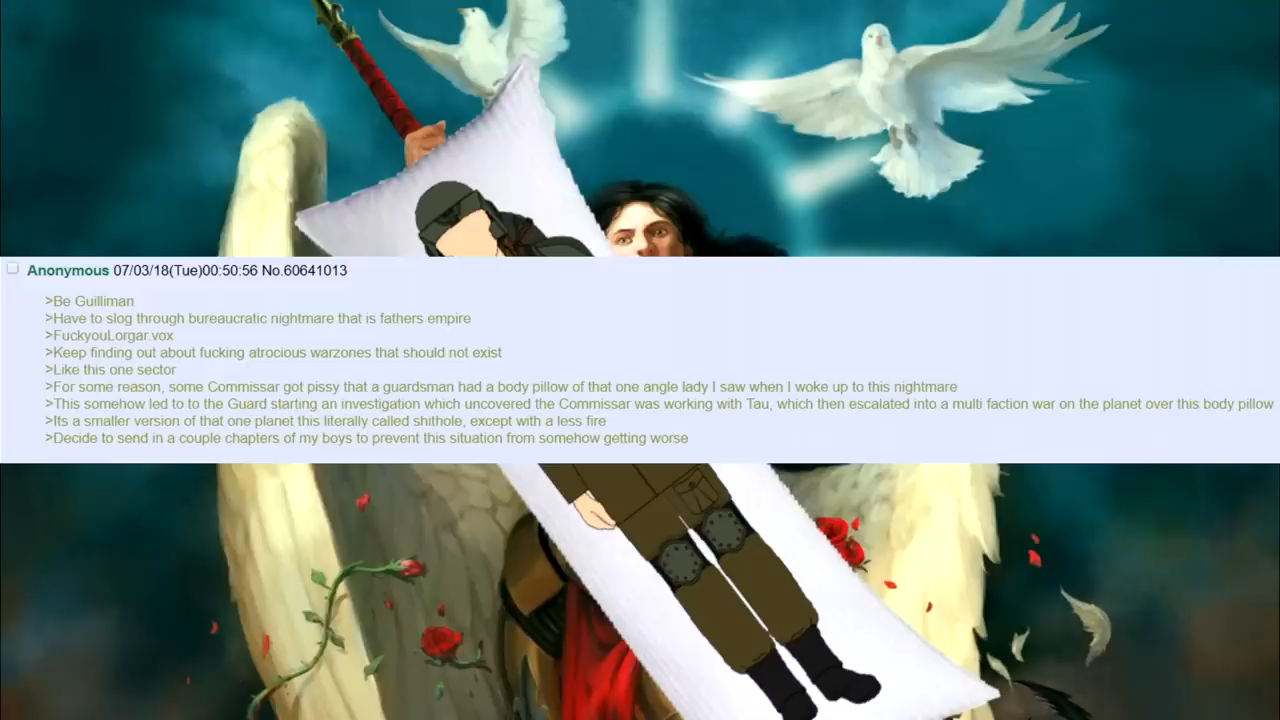 Anonymous 07/03/18(Tue)00:50:56 No.60641013
>Be Guilliman
>Have to slog through bureaucratic nightmare that is fathers empire
>FuckyouLorgar.vox
>Keep finding out about fucking atrocious warzones that should not exist
>Like this one sector
>For some reason, some Commissar got pissy that a guardsman had a body pillow of that one angle lady I saw when I woke up to this nightmare
>This somehow led to to the Guard starting an investigation which uncovered the Commissar was working with Tau, which then escalated into a multi faction war on the planet over this body pillow
>Its a smaller version of that one planet this literally called shithole, except with a less fire
>Decide to send in a couple chapters of my boys to prevent this situation from somehow getting worse